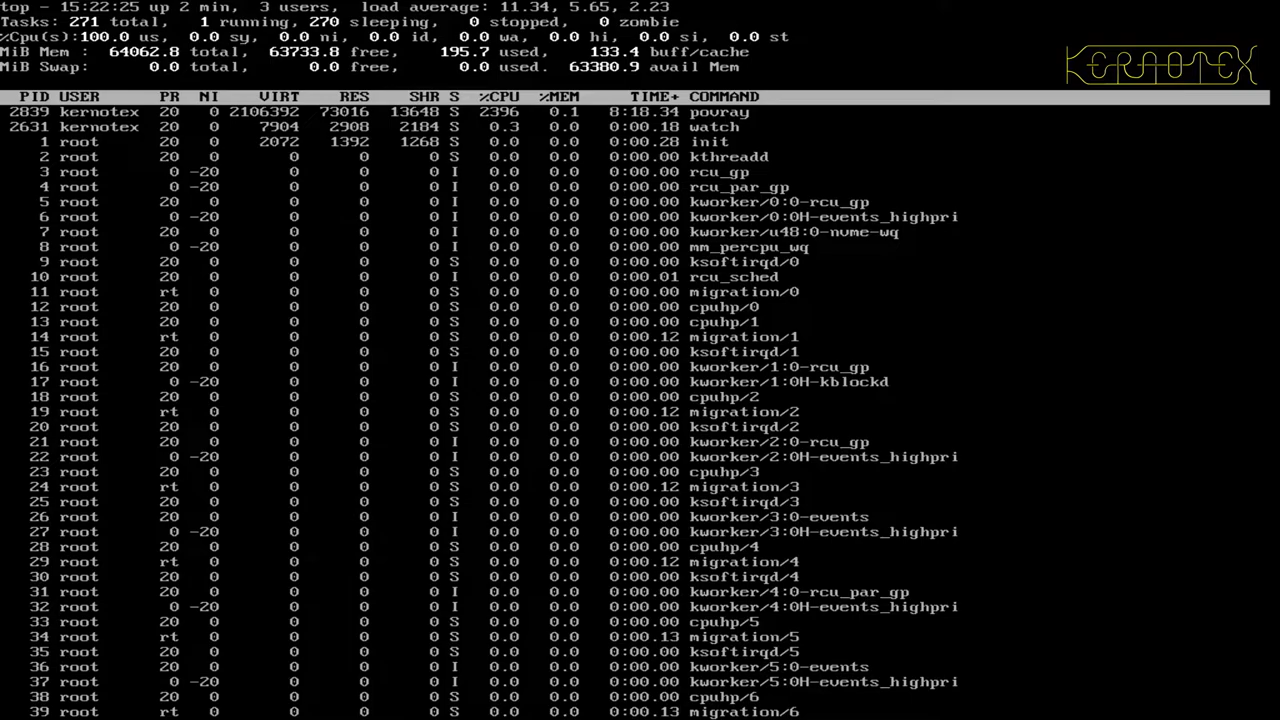 top - 15:22:25 up 2 min,  3 users,  load average: 11.34, 5.65, 2.23
Tasks: 271 total,   1 running, 270 sleeping,   0 stopped,   0 zombie
%Cpu(s):100.0 us,  0.0 sy,  0.0 ni,  0.0 id,  0.0 wa,  0.0 hi,  0.0 si,  0.0 st
MiB Mem :  64062.8 total,  63733.8 free,    195.7 used,    133.4 buff/cache
MiB Swap:      0.0 total,      0.0 free,      0.0 used.  63380.9 avail Mem
KERNOTEX
PID USER PR NI VIRT RES SHR S %CPU %MEM TIME+ COMMAND
2839 kernotex 20 0 2106392 73016 13648 S 2396 0.1 8:18.34 povray
2631 kernotex 20 0 7904 2908 2184 S 0.3 0.0 0:00.18 watch
1 root 20 0 2072 1392 1268 S 0.0 0.0 0:00.28 init
2 root 20 0 0 0 0 S 0.0 0.0 0:00.00 kthreadd
3 root 0 -20 0 0 0 I 0.0 0.0 0:00.00 rcu_gp
4 root 0 -20 0 0 0 I 0.0 0.0 0:00.00 rcu_par_gp
5 root 20 0 0 0 0 I 0.0 0.0 0:00.00 kworker/0:0-rcu_gp
6 root 0 -20 0 0 0 I 0.0 0.0 0:00.00 kworker/0:0H-events_highpri
7 root 20 0 0 0 0 I 0.0 0.0 0:00.00 kworker/u48:0-nvme-wq
8 root 0 -20 0 0 0 I 0.0 0.0 0:00.00 mm_percpu_wq
9 root 20 0 0 0 0 S 0.0 0.0 0:00.00 ksoftirqd/0
10 root 20 0 0 0 0 I 0.0 0.0 0:00.01 rcu_sched
11 root rt 0 0 0 0 S 0.0 0.0 0:00.00 migration/0
12 root 20 0 0 0 0 S 0.0 0.0 0:00.00 cpuhp/0
13 root 20 0 0 0 0 S 0.0 0.0 0:00.00 cpuhp/1
14 root rt 0 0 0 0 S 0.0 0.0 0:00.12 migration/1
15 root 20 0 0 0 0 S 0.0 0.0 0:00.00 ksoftirqd/1
16 root 20 0 0 0 0 I 0.0 0.0 0:00.00 kworker/1:0-rcu_gp
17 root 0 -20 0 0 0 I 0.0 0.0 0:00.00 kworker/1:0H-kblockd
18 root 20 0 0 0 0 S 0.0 0.0 0:00.00 cpuhp/2
19 root rt 0 0 0 0 S 0.0 0.0 0:00.12 migration/2
20 root 20 0 0 0 0 S 0.0 0.0 0:00.00 ksoftirqd/2
21 root 20 0 0 0 0 I 0.0 0.0 0:00.00 kworker/2:0-rcu_gp
22 root 0 -20 0 0 0 I 0.0 0.0 0:00.00 kworker/2:0H-events_highpri
23 root 20 0 0 0 0 S 0.0 0.0 0:00.00 cpuhp/3
24 root rt 0 0 0 0 S 0.0 0.0 0:00.12 migration/3
25 root 20 0 0 0 0 S 0.0 0.0 0:00.00 ksoftirqd/3
26 root 20 0 0 0 0 I 0.0 0.0 0:00.00 kworker/3:0-events
27 root 0 -20 0 0 0 I 0.0 0.0 0:00.00 kworker/3:0H-events_highpri
28 root 20 0 0 0 0 S 0.0 0.0 0:00.00 cpuhp/4
29 root rt 0 0 0 0 S 0.0 0.0 0:00.12 migration/4
30 root 20 0 0 0 0 S 0.0 0.0 0:00.00 ksoftirqd/4
31 root 20 0 0 0 0 I 0.0 0.0 0:00.00 kworker/4:0-rcu_par_gp
32 root 0 -20 0 0 0 I 0.0 0.0 0:00.00 kworker/4:0H-events_highpri
33 root 20 0 0 0 0 S 0.0 0.0 0:00.00 cpuhp/5
34 root rt 0 0 0 0 S 0.0 0.0 0:00.13 migration/5
35 root 20 0 0 0 0 S 0.0 0.0 0:00.00 ksoftirqd/5
36 root 20 0 0 0 0 I 0.0 0.0 0:00.00 kworker/5:0-events
37 root 0 -20 0 0 0 I 0.0 0.0 0:00.00 kworker/5:0H-events_highpri
38 root 20 0 0 0 0 S 0.0 0.0 0:00.00 cpuhp/6
39 root rt 0 0 0 0 S 0.0 0.0 0:00.13 migration/6